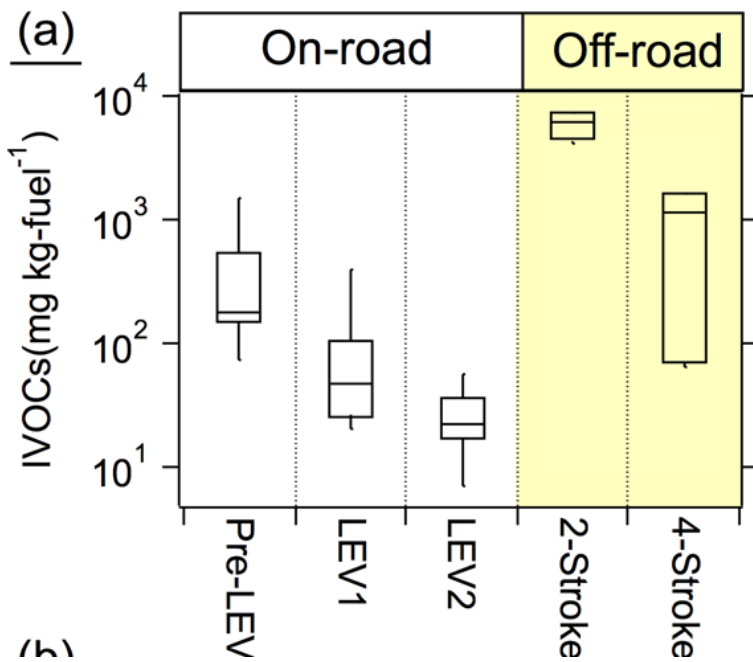 (a)
On-road
Off-road
IVOCs(mg kg-fuel⁻¹)
10⁴
10³
10²
10¹
Pre-LEV
LEV1
LEV2
2-Stroke
4-Stroke
(b)